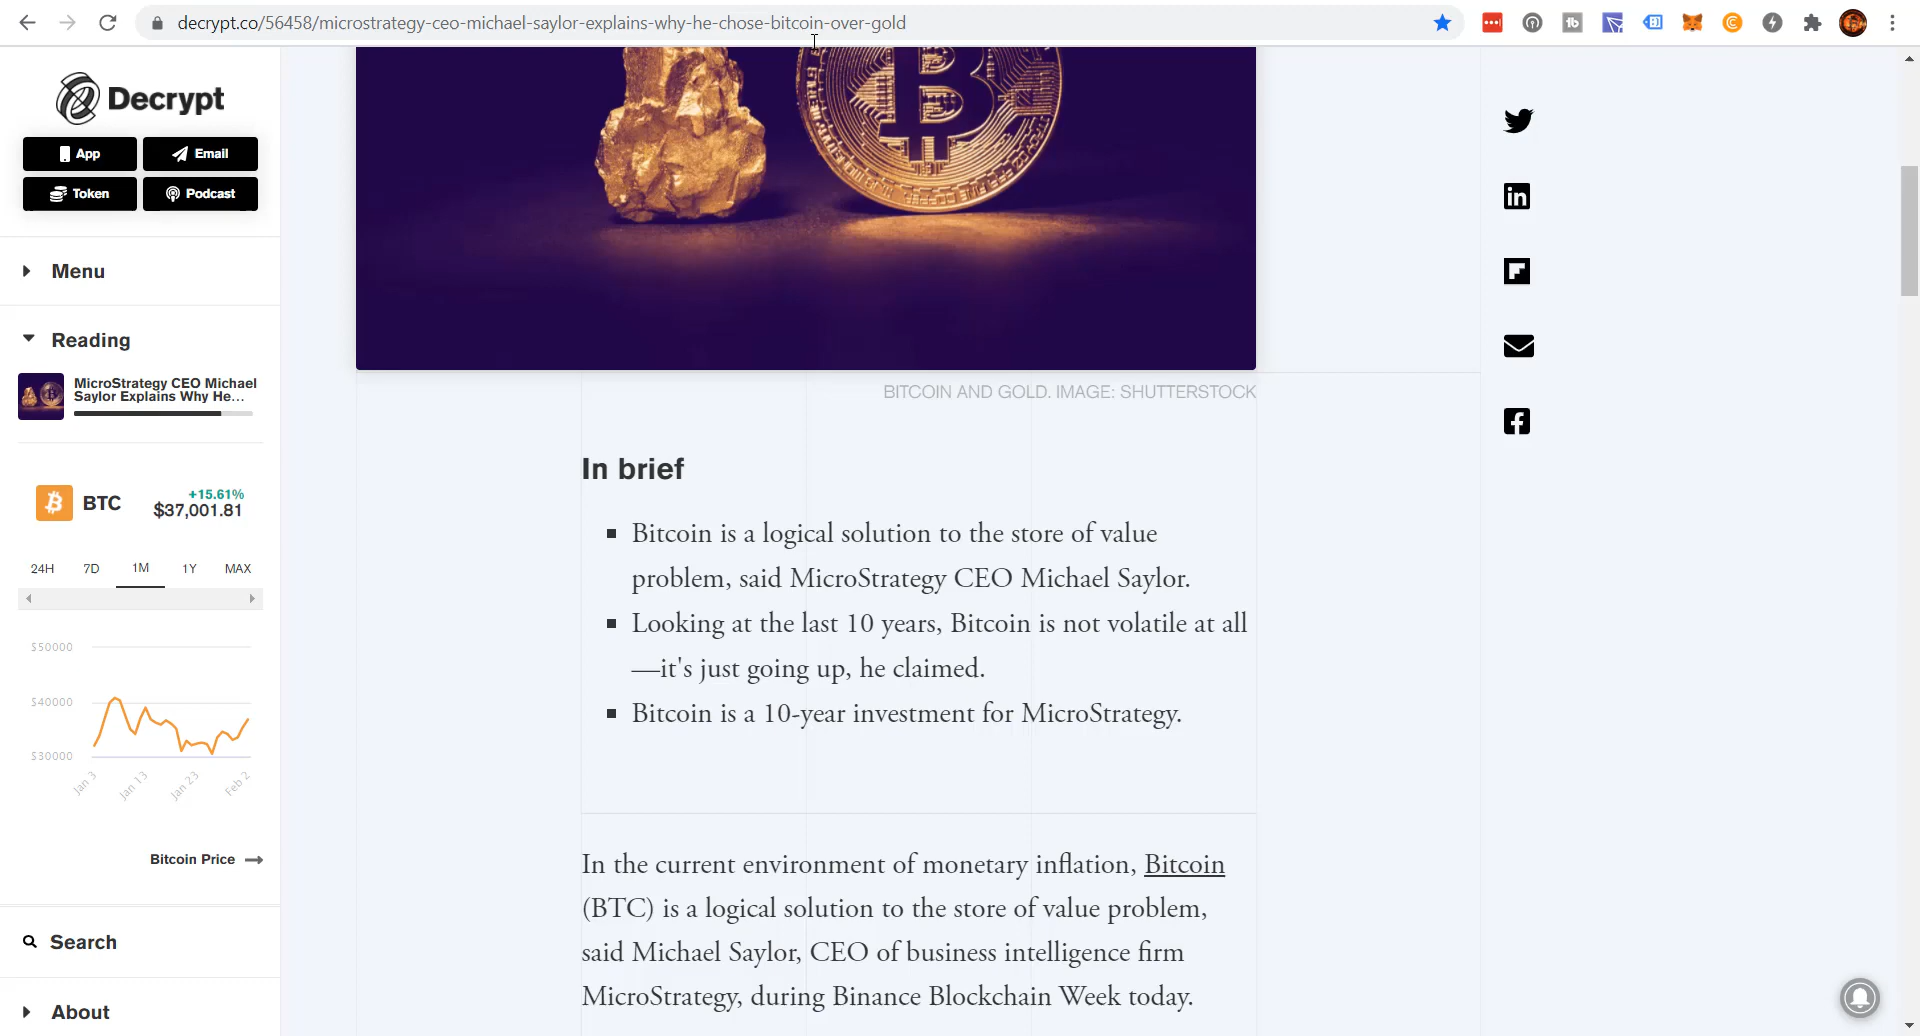 decrypt.co/56458/microstrategy-ceo-michael-saylor-explains-why-he-chose-bitcoin-over-gold
Decrypt
App
Email
Token
Podcast
Menu
Reading
MicroStrategy CEO Michael
Saylor Explains Why He...
BTC
+15.61%
$37,001.81
24H
7D
1M
1Y
MAX
$50000
$40000
$30000
Jan 3
Jan 13
Jan 23
Feb 2
Bitcoin Price
Search
About
BITCOIN AND GOLD. IMAGE: SHUTTERSTOCK
In brief
Bitcoin is a logical solution to the store of value
problem, said MicroStrategy CEO Michael Saylor.
Looking at the last 10 years, Bitcoin is not volatile at all
—it's just going up, he claimed.
Bitcoin is a 10-year investment for MicroStrategy.
In the current environment of monetary inflation, Bitcoin
(BTC) is a logical solution to the store of value problem,
said Michael Saylor, CEO of business intelligence firm
MicroStrategy, during Binance Blockchain Week today.